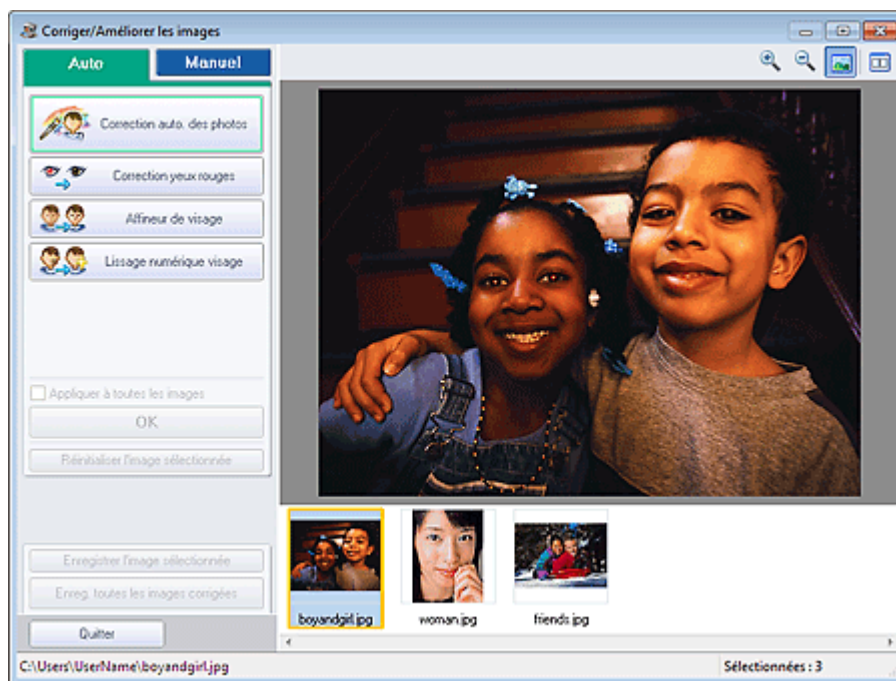 Corriger/Améliorer les images
Auto
Manuel
Correction auto. des photos
Correction yeux rouges
Affineur de visage
Lissage numérique visage
Appliquer à toutes les images
OK
Réinitialiser l'image sélectionnée
Enregistrer l'image sélectionnée
Enreg. toutes les images corrigées
Quitter
boyandgirl.jpg
woman.jpg
friends.jpg
C:\Users\UserName\boyandgirl.jpg
Sélectionnées : 3